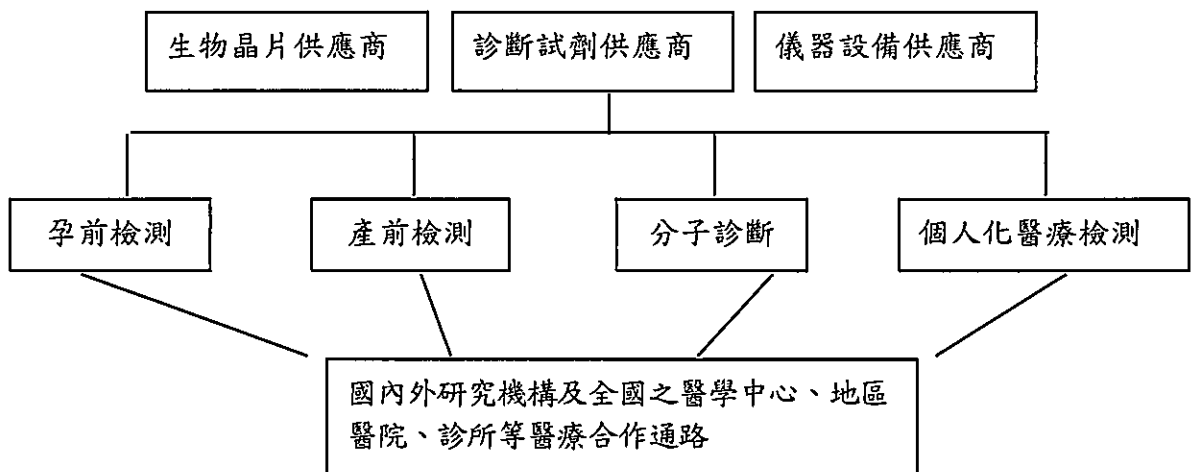 生物晶片供應商
診斷試劑供應商
儀器設備供應商
孕前檢測
產前檢測
分子診斷
個人化醫療檢測
國內外研究機構及全國之醫學中心、地區
醫院、診所等醫療合作通路